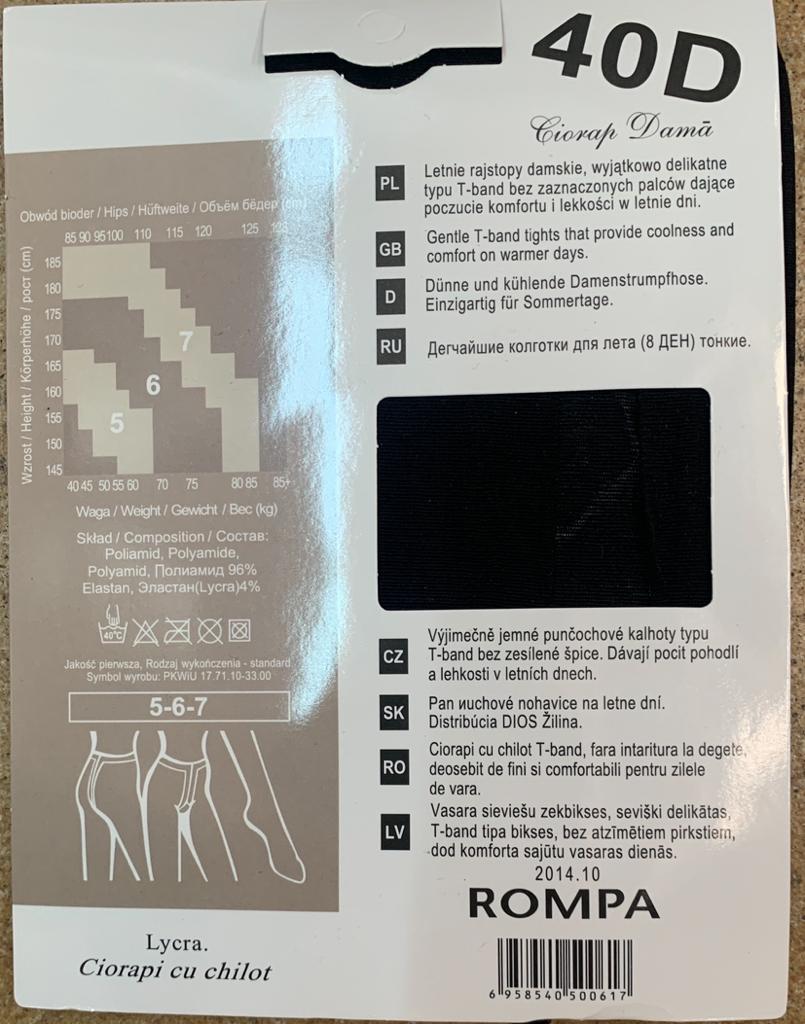 40D
Ciorap Damă
Obwód bioder / Hips / Hüftweite / Объём бёдер (cm)
85 90 95 100 110 115 120 125
185
180
175
170
165
160
155
150
145
7
6
5
Wzrost / Height / Körperhöhe / рост (cm)
40 45 50 55 60 70 75 80 85 85+
Waga / Weight / Gewicht / Вес (kg)
Skład / Composition / Состав:
Poliamid, Polyamide,
Polyamid, Полиамид 96%
Elastan, Эластан(Lycra)4%
40°C
Jakość pierwsza, Rodzaj wykończenia - standard
Symbol wyrobu: PKWiU 17.71.10-33.00
5-6-7
Lycra.
Ciorapi cu chilot
PL
Letnie rajstopy damskie, wyjątkowo delikatne
typu T-band bez zaznaczonych palców dające
poczucie komfortu i lekkości w letnie dni.
GB
Gentle T-band tights that provide coolness and
comfort on warmer days.
D
Dünne und kühlende Damenstrumpfhose.
Einzigartig für Sommertage.
RU
Дегчайшие колготки для лета (8 ДЕН) тонкие.
CZ
Výjimečně jemné punčochové kalhoty typu
T-band bez zesílené špice. Dávají pocit pohodlí
a lehkosti v letních dnech.
SK
Pan иuchové nohavice na letne dní.
Distribúcia DIOS Žilina.
RO
Ciorapi cu chilot T-band, fara intaritura la degete,
deosebit de fini si comfortabili pentru zilele
de vara.
LV
Vasara sieviešu zekbikses, seviški delikātas,
T-band tipa bikses, bez atzīmētiem pirkstiem,
dod komforta sajūtu vasaras dienās.
2014.10
ROMPA
6 958540 500617